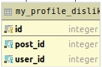 my_profile_dislik
id integer
post_id integer
user_id integer